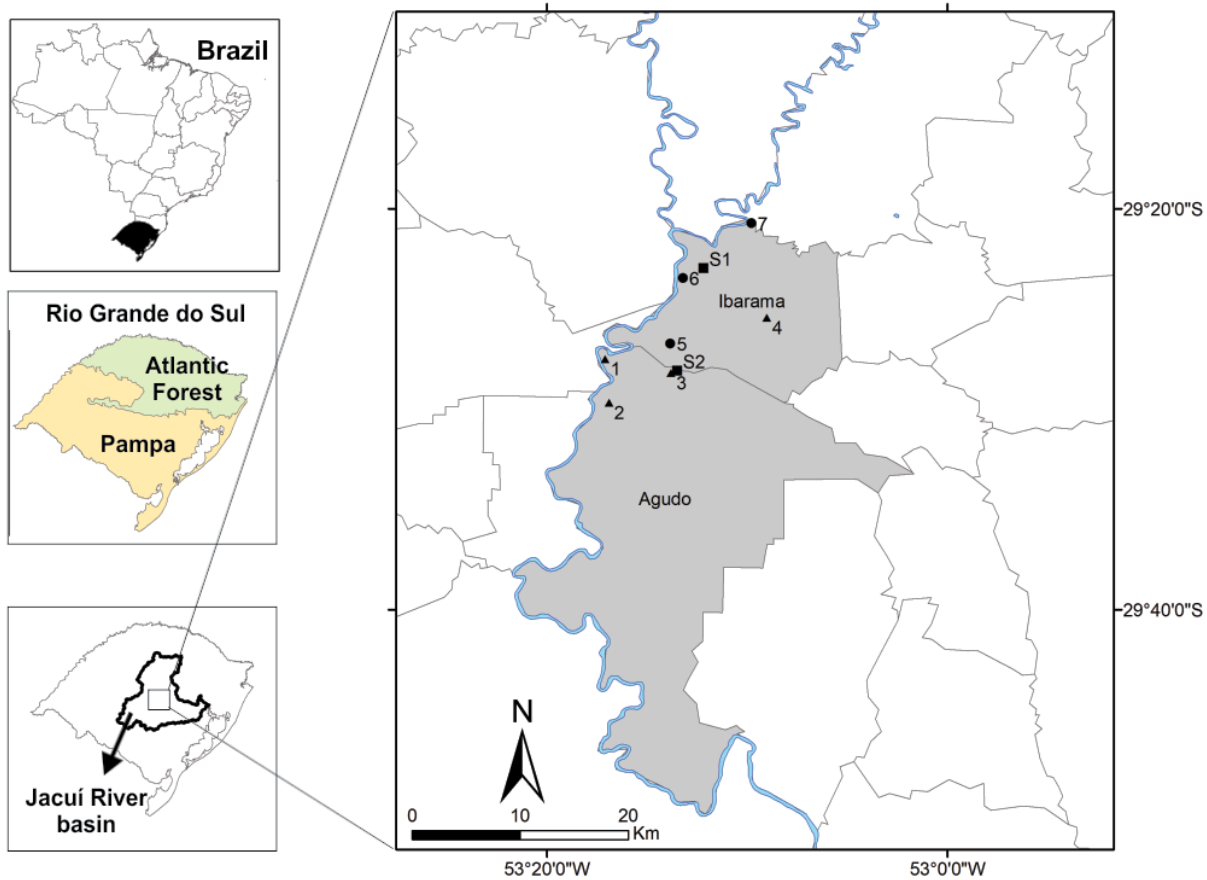 Brazil
Rio Grande do Sul
Atlantic
Forest
Pampa
Jacuí River
basin
7
S1
6
Ibarama
4
5
S2
1
3
2
Agudo
N
0 10 20
Km
29°20'0"S
29°40'0"S
53°20'0"W
53°0'0"W